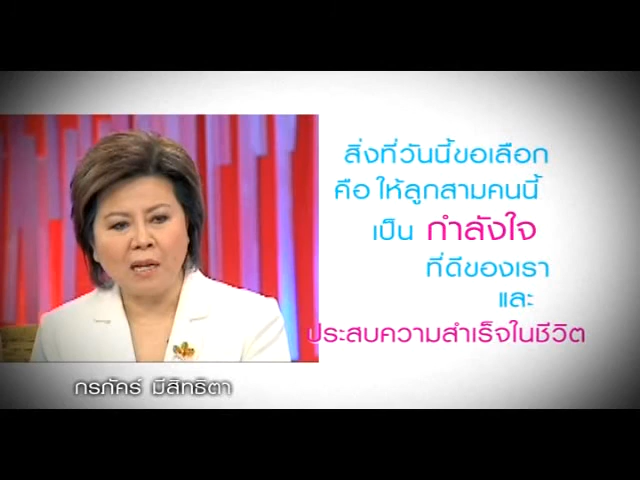 สิ่งที่วันนี้ขอเลือก
คือ ให้ลูกสามคนนี้
เป็น กำลังใจ
ที่ดีของเรา
และ
ประสบความสำเร็จในชีวิต
กรภัคร์ มีสิทธิตา